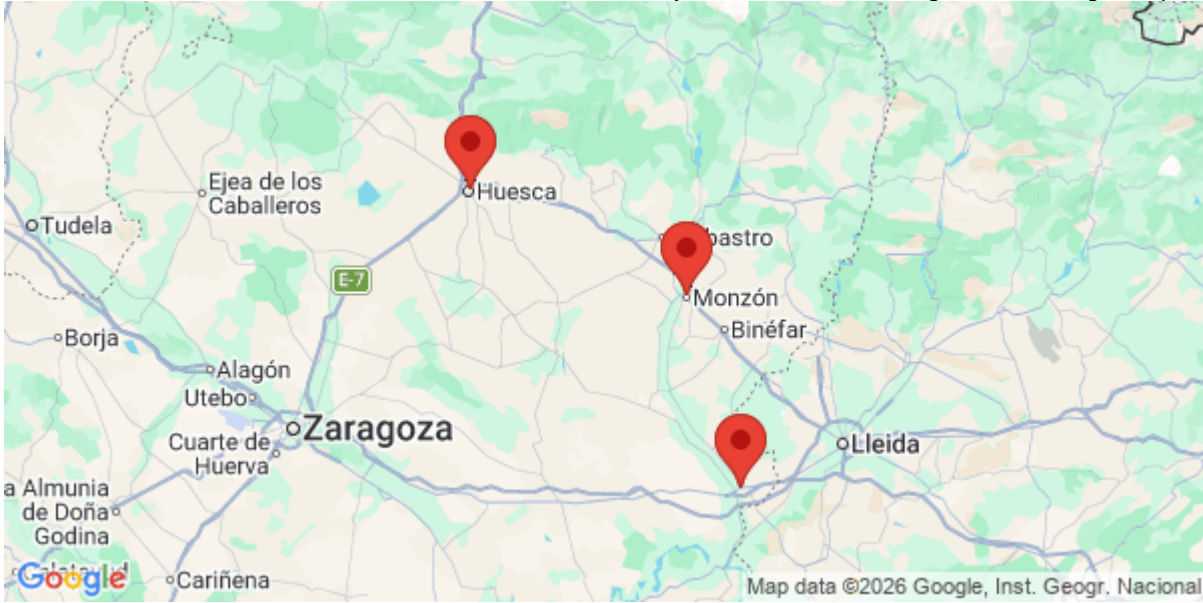 Huesca
Ejea de los
Caballeros
Tudela
bastro
E-7
Monzón
Binéfar
Borja
Alagón
Utebo
Zaragoza
Cuarte de
Huerva
Lleida
a Almunia
de Doña
Godina
Cariñena
Google
Map data ©2026 Google, Inst. Geogr. Nacional